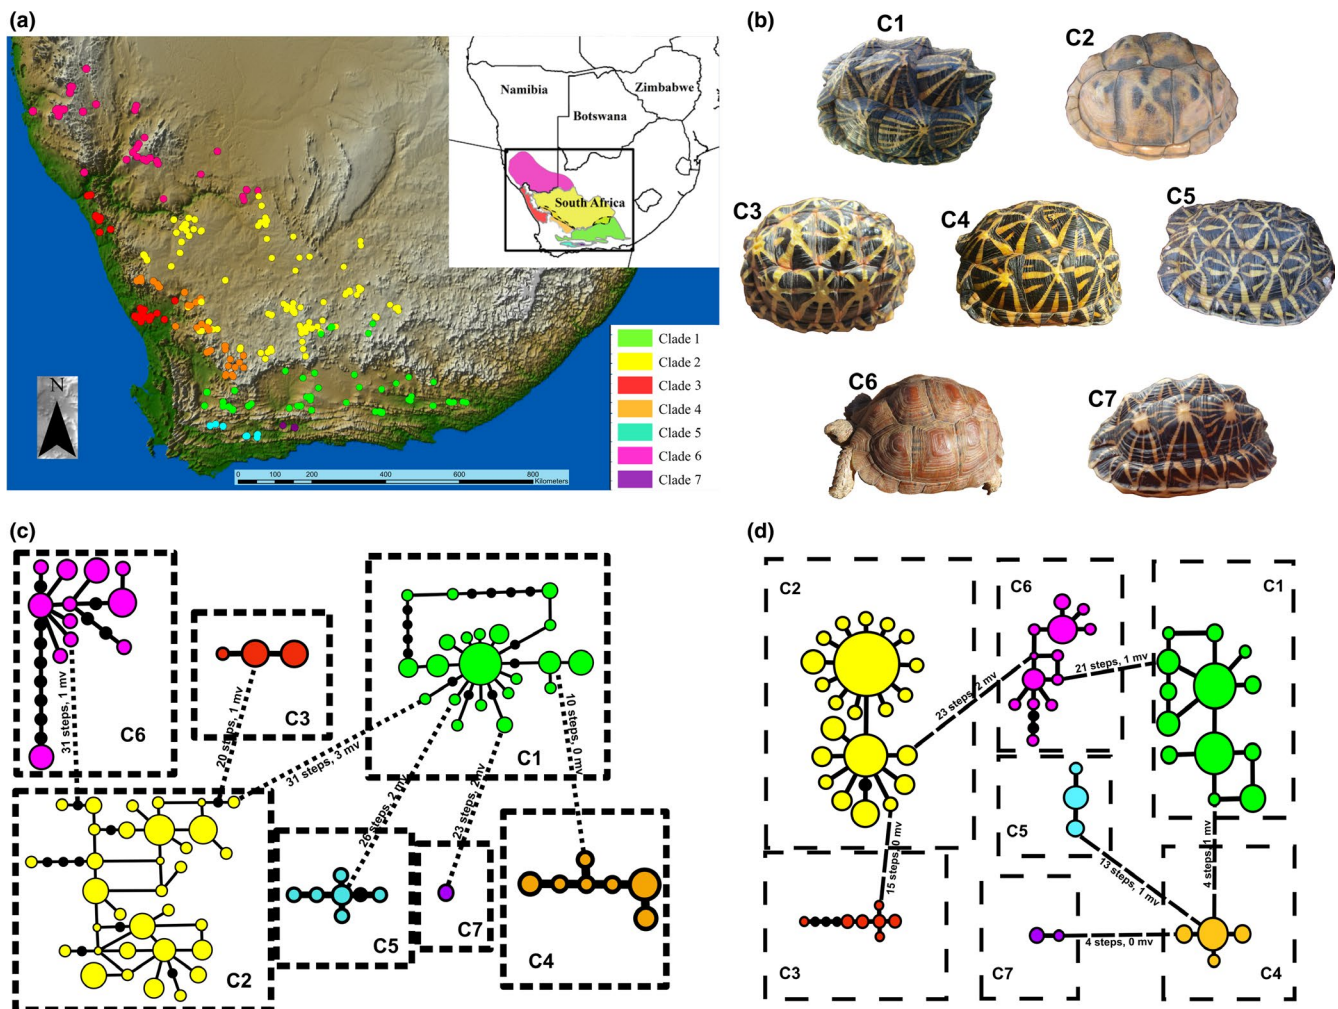 (a)
Namibia
Zimbabwe
Botswana
South Africa
N
Clade 1
Clade 2
Clade 3
Clade 4
Clade 5
Clade 6
Clade 7
0 100 200 400 600 800
Kilometers
(b)
C1
C2
C3
C4
C5
C6
C7
(c)
C6
31 steps, 1 mv
C3
20 steps, 1 mv
31 steps, 3 mv
C1
10 steps, 0 mv
26 steps, 2 mv
23 steps, 2 mv
C2
C5
C7
C4
(d)
C2
C6
C1
23 steps, 2 mv
21 steps, 1 mv
C5
15 steps, 0 mv
13 steps, 1 mv
4 steps, 1 mv
4 steps, 0 mv
C3
C7
C4